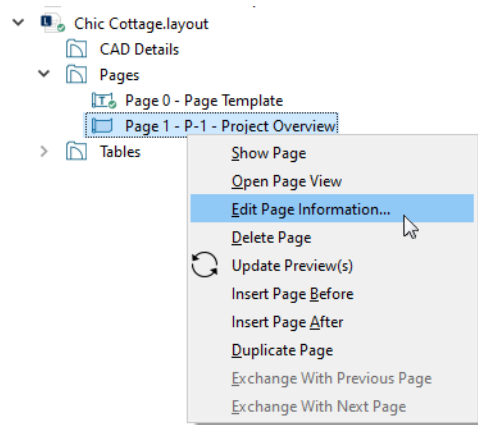 Chic Cottage.layout
CAD Details
Pages
Page 0 - Page Template
Page 1 - P-1 - Project Overview
Tables
Show Page
Open Page View
Edit Page Information...
Delete Page
Update Preview(s)
Insert Page Before
Insert Page After
Duplicate Page
Exchange With Previous Page
Exchange With Next Page